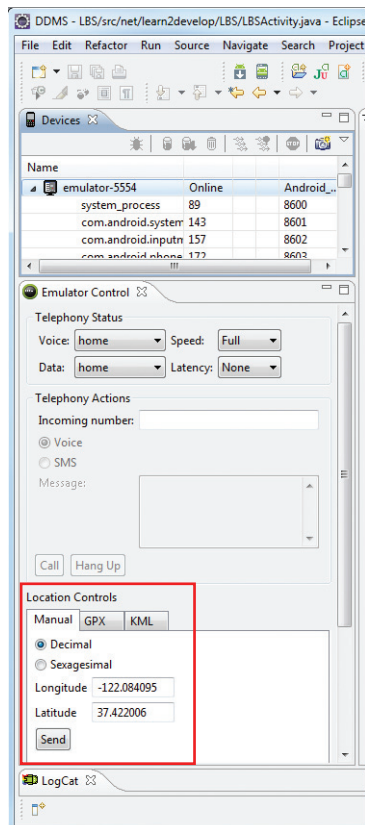 DDMS - LBS/src/net/learn2develop/LBS/LBSActivity.java - Eclipse
File Edit Refactor Run Source Navigate Search Project
Devices
Name
emulator-5554 Online Android_...
system_process 89 8600
com.android.system 143 8601
com.android.inputn 157 8602
com.android.phone 172 8603
Emulator Control
Telephony Status
Voice: home Speed: Full
Data: home Latency: None
Telephony Actions
Incoming number:
Voice
SMS
Message:
Call Hang Up
Location Controls
Manual GPX KML
Decimal
Sexagesimal
Longitude -122.084095
Latitude 37.422006
Send
LogCat